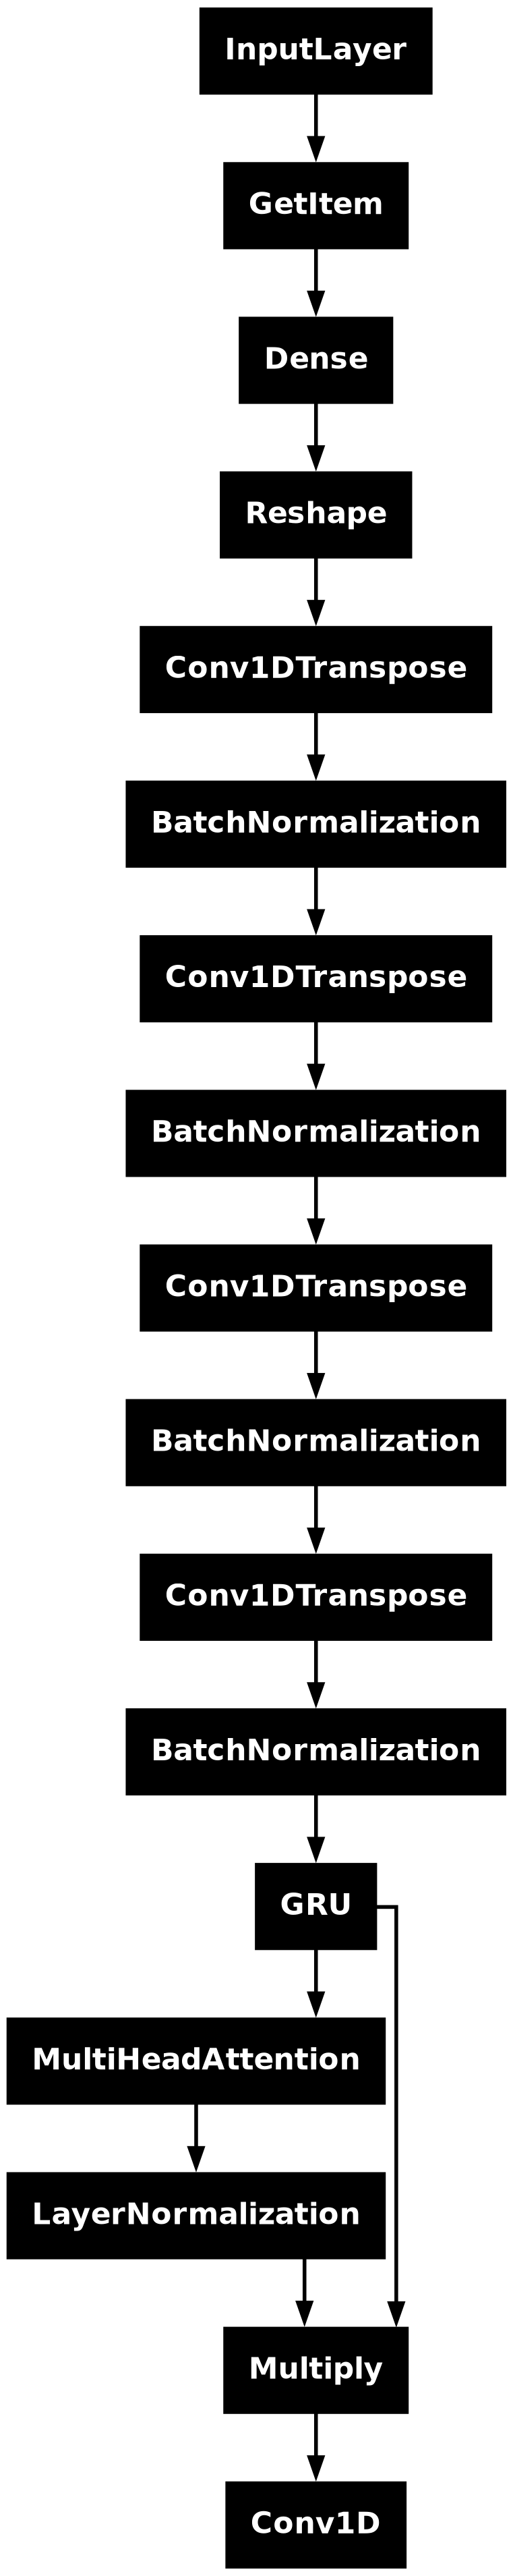 InputLayer
GetItem
Dense
Reshape
Conv1DTranspose
BatchNormalization
Conv1DTranspose
BatchNormalization
Conv1DTranspose
BatchNormalization
Conv1DTranspose
BatchNormalization
GRU
MultiHeadAttention
LayerNormalization
Multiply
Conv1D